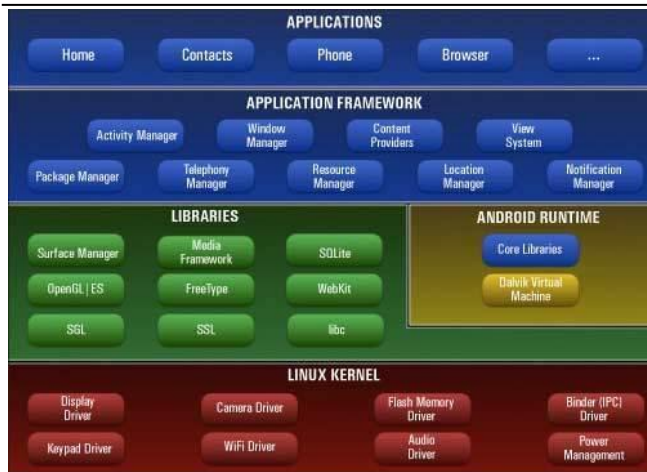 APPLICATIONS
Home
Contacts
Phone
Browser
...
APPLICATION FRAMEWORK
Activity Manager
Window
Manager
Content
Providers
View
System
Package Manager
Telephony
Manager
Resource
Manager
Location
Manager
Notification
Manager
LIBRARIES
Surface Manager
Media
Framework
SQLite
OpenGL | ES
FreeType
WebKit
SGL
SSL
libc
ANDROID RUNTIME
Core Libraries
Dalvik Virtual
Machine
LINUX KERNEL
Display
Driver
Camera Driver
Flash Memory
Driver
Binder (IPC)
Driver
Keypad Driver
WiFi Driver
Audio
Driver
Power
Management